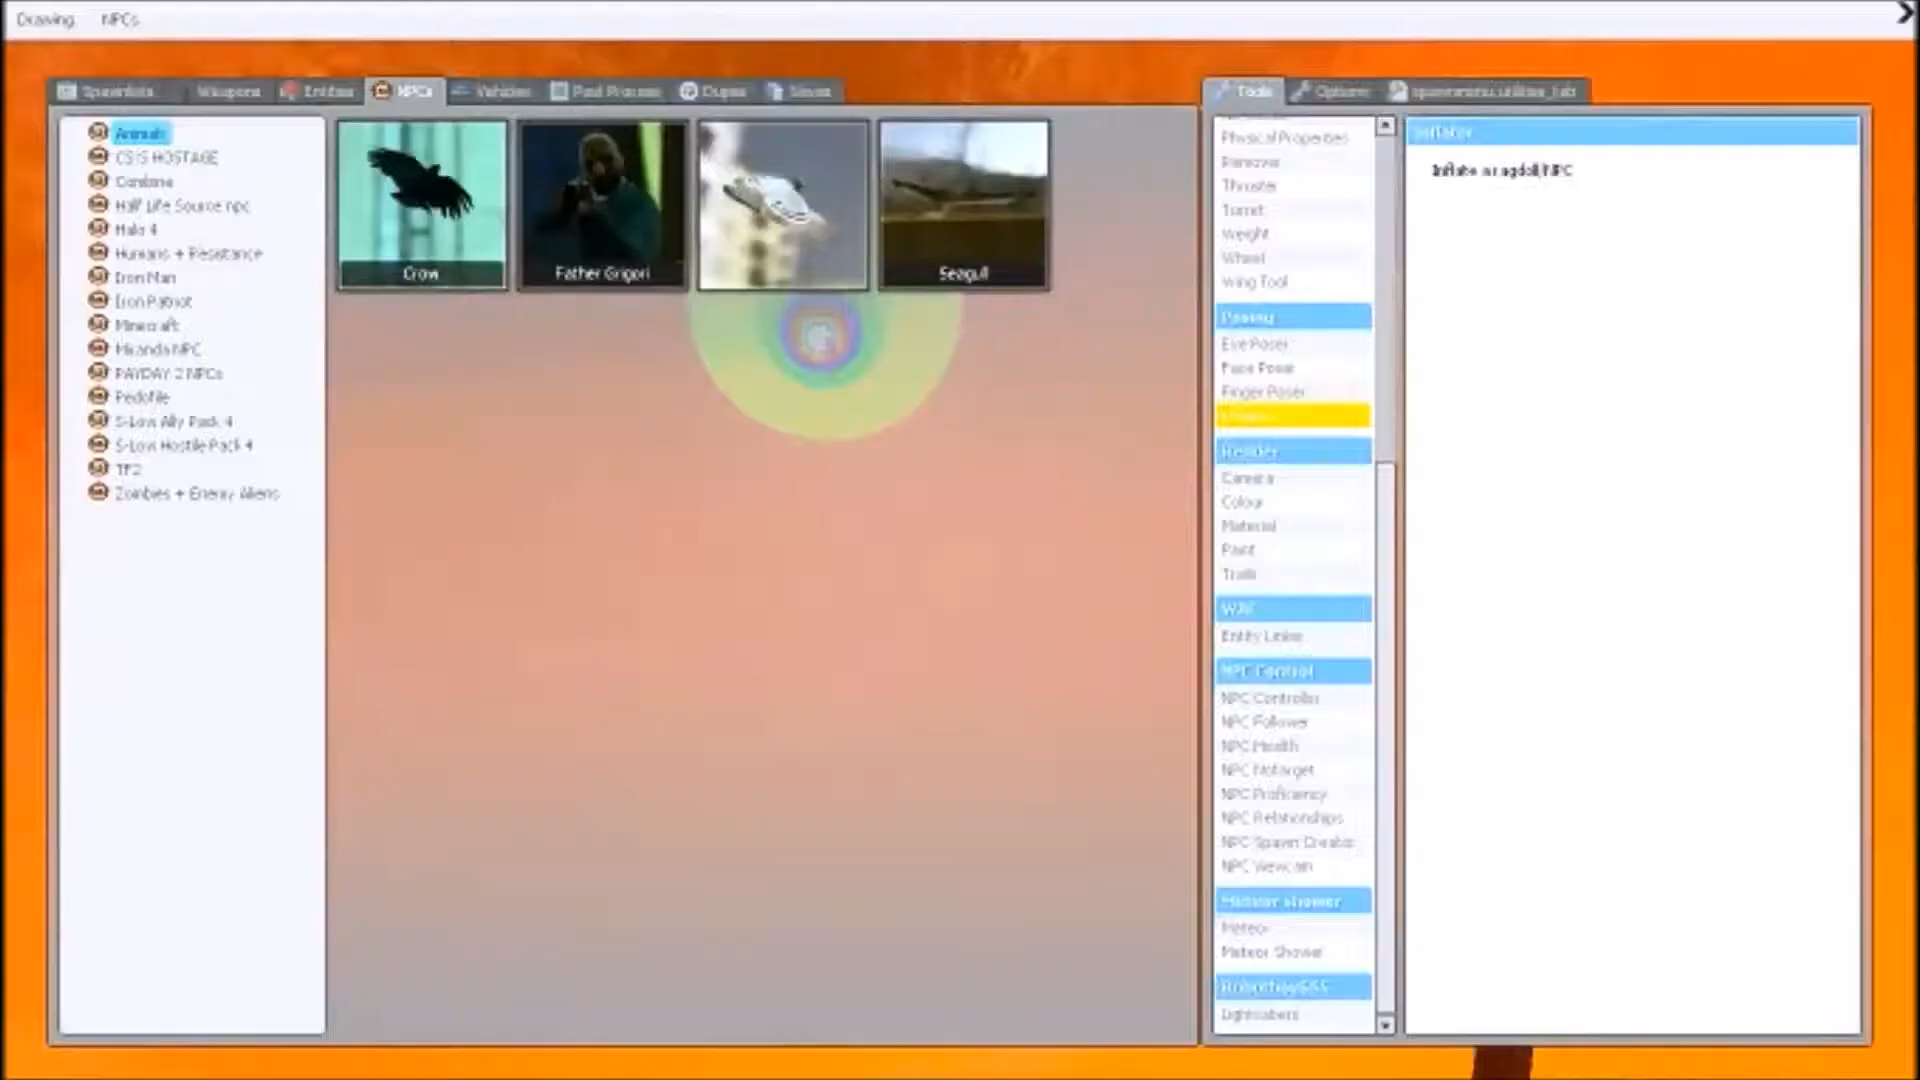 Drawing NPCs
Spawnlists Weapons Entities NPCs Vehicles Post Process Dupes Saves
Animals
CS:S HOSTAGE
Combine
Half Life Source npc
Halo 4
Humans + Resistance
Iron Man
Iron Patriot
Minecraft
Miranda NPC
PAYDAY 2 NPCs
Pedofile
S-Low Ally Pack 4
S-Low Hostile Pack 4
TF2
Zombies + Enemy Aliens
Crow
Father Grigori
Seagull
Tools Options spawnmenu.utilities_tab
Physical Properties
Remover
Thruster
Turret
Weight
Wheel
Wing Tool
Posing
Eye Poser
Face Poser
Finger Poser
Render
Camera
Colour
Material
Paint
Trails
Entity Linker
NPC Control
NPC Controller
NPC Follower
NPC Health
NPC Notarget
NPC Proficiency
NPC Relationships
NPC Spawn Creator
NPC Viewcam
Meteor shower
Meteor
Meteor Shower
Robotboy655
Lightsabers
Inflator
Inflate a ragdoll/NPC